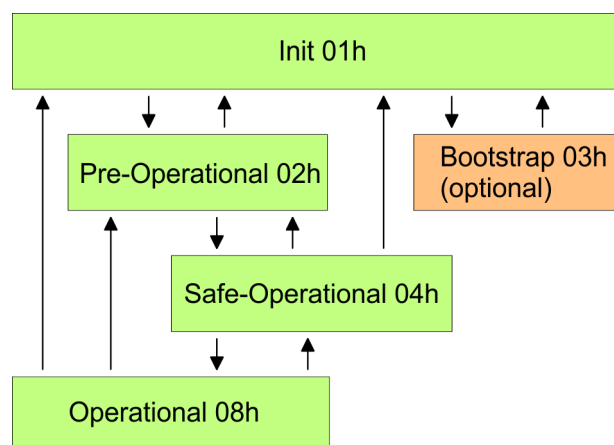 Init 01h
Pre-Operational 02h
Bootstrap 03h
(optional)
Safe-Operational 04h
Operational 08h